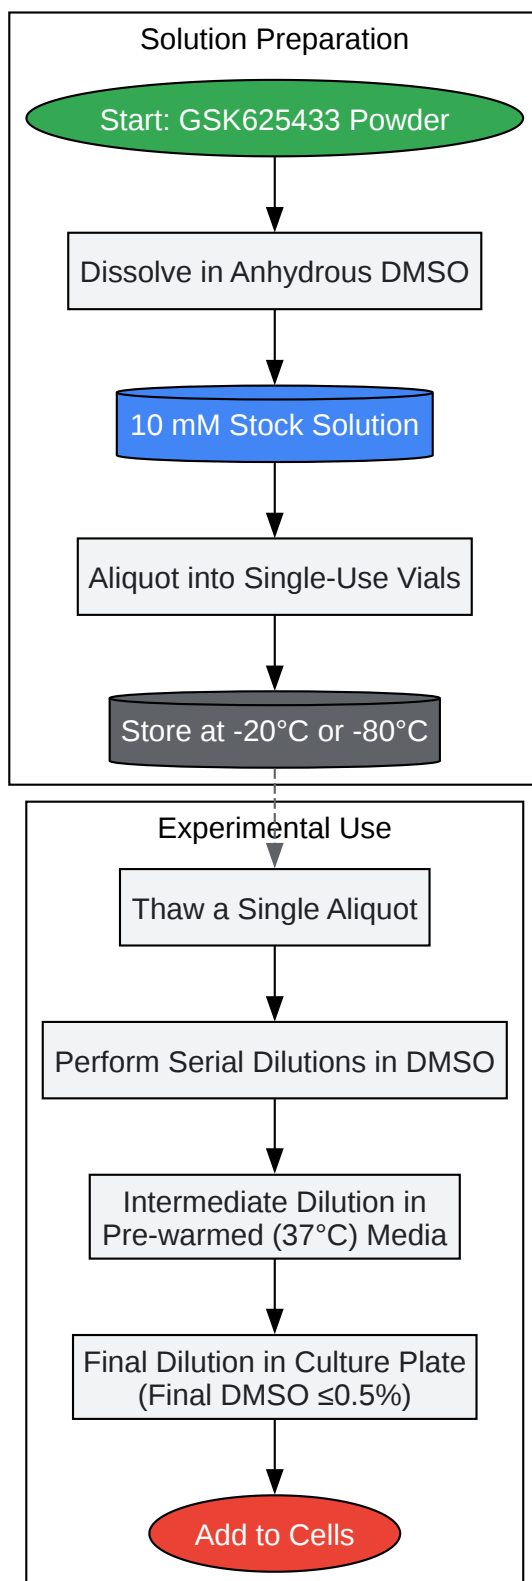 Solution Preparation
Start: GSK625433 Powder
Dissolve in Anhydrous DMSO
10 mM Stock Solution
Aliquot into Single-Use Vials
Store at -20°C or -80°C
Experimental Use
Thaw a Single Aliquot
Perform Serial Dilutions in DMSO
Intermediate Dilution in
Pre-warmed (37°C) Media
Final Dilution in Culture Plate
(Final DMSO ≤0.5%)
Add to Cells